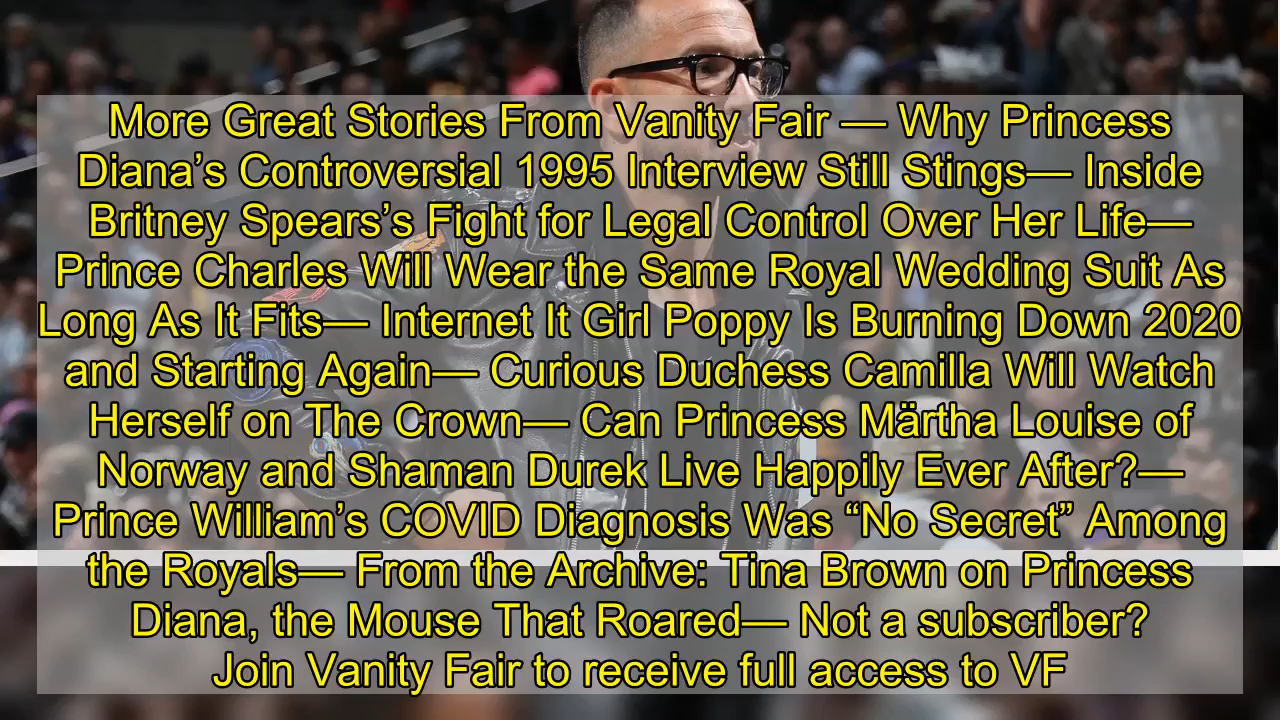 More Great Stories From Vanity Fair — Why Princess
Diana’s Controversial 1995 Interview Still Stings— Inside
Britney Spears’s Fight for Legal Control Over Her Life—
Prince Charles Will Wear the Same Royal Wedding Suit As
Long As It Fits— Internet It Girl Poppy Is Burning Down 2020
and Starting Again— Curious Duchess Camilla Will Watch
Herself on The Crown— Can Princess Märtha Louise of
Norway and Shaman Durek Live Happily Ever After?—
Prince William’s COVID Diagnosis Was “No Secret” Among
the Royals— From the Archive: Tina Brown on Princess
Diana, the Mouse That Roared— Not a subscriber?
Join Vanity Fair to receive full access to VF